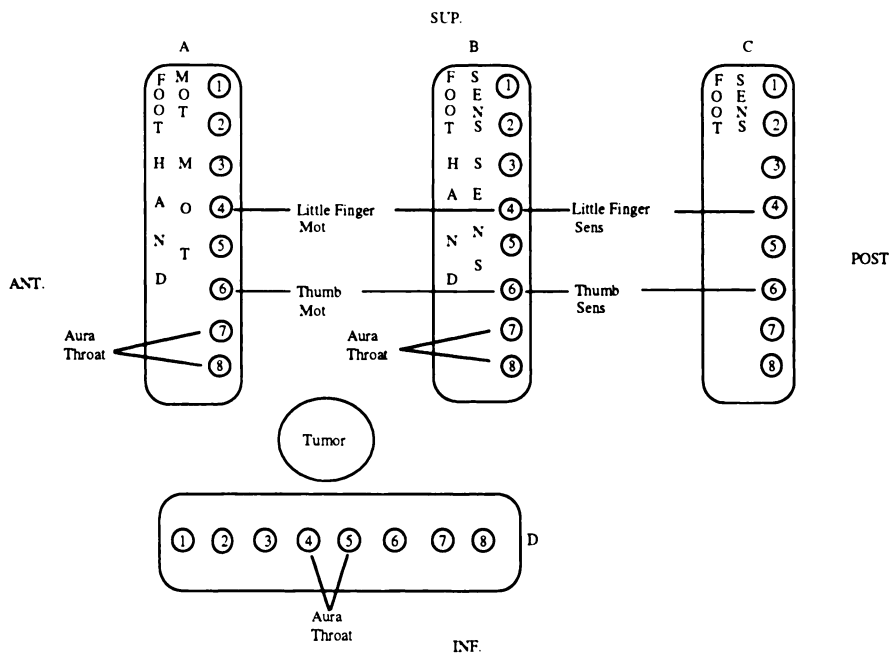 SUP.
A
B
C
FOOT MOT
HAND MOT
1
2
3
4
5
6
7
8
FOOT SENS
HAND SENS
1
2
3
4
5
6
7
8
FOOT SENS
1
2
3
4
5
6
7
8
Little Finger
Mot
Little Finger
Sens
ANT.
POST
Thumb
Mot
Thumb
Sens
Aura
Throat
Aura
Throat
Tumor
1 2 3 4 5 6 7 8 D
Aura
Throat
INF.